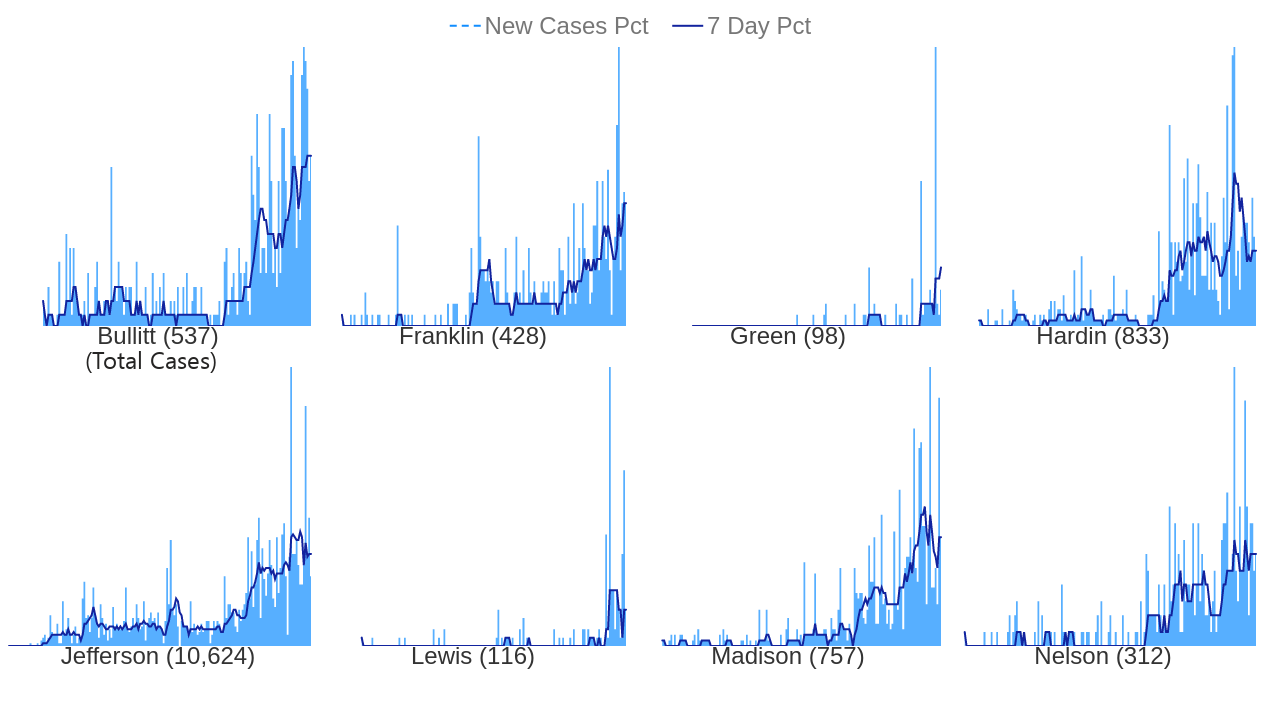 New Cases Pct 7 Day Pct
Bullitt (537) Franklin (428) Green (98) Hardin (833)
(Total Cases)
Jefferson (10,624) Lewis (116) Madison (757) Nelson (312)